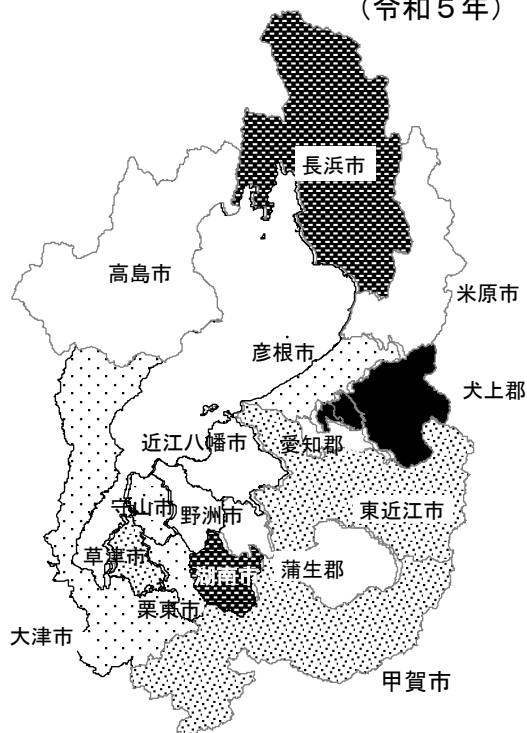 （令和５年）
長浜市
高島市
米原市
彦根市
犬上郡
近江八幡市
愛知郡
守山市
野洲市
東近江市
草津市
湖南市
蒲生郡
栗東市
大津市
甲賀市